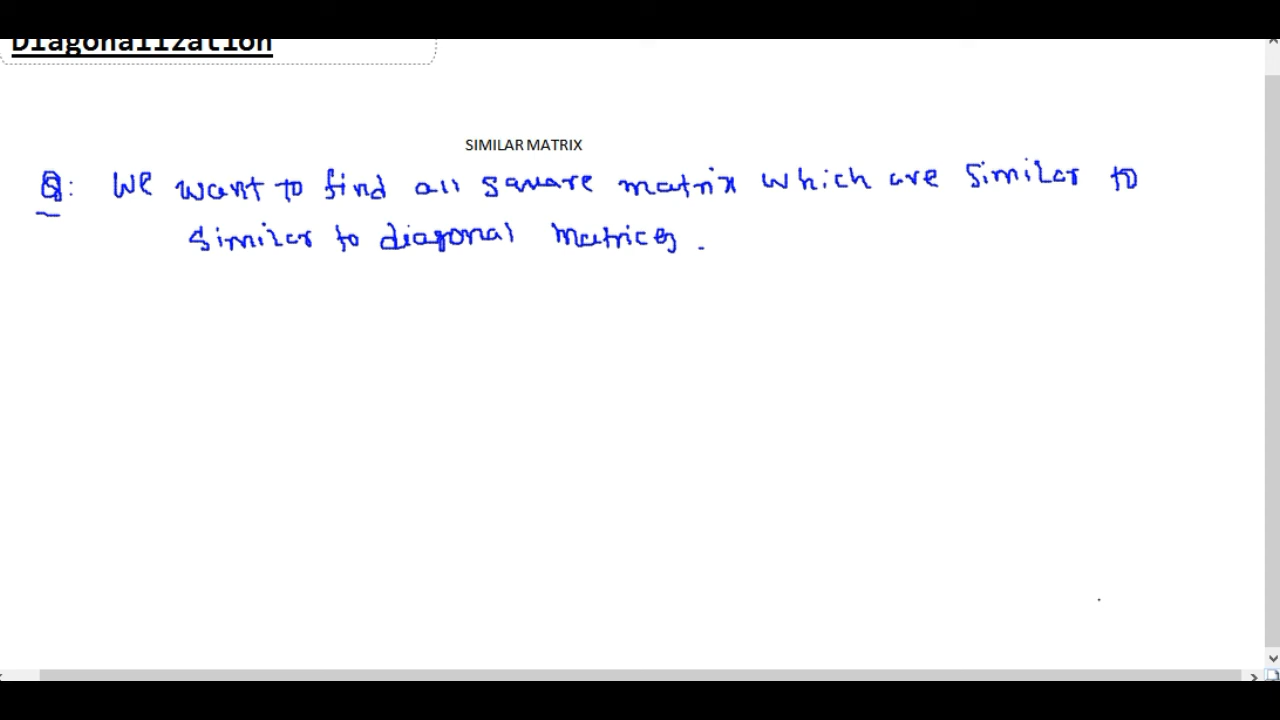 Diagonalization
SIMILAR MATRIX
Q: We want to find all square matrix which are similar to
similar to diagonal matrices.